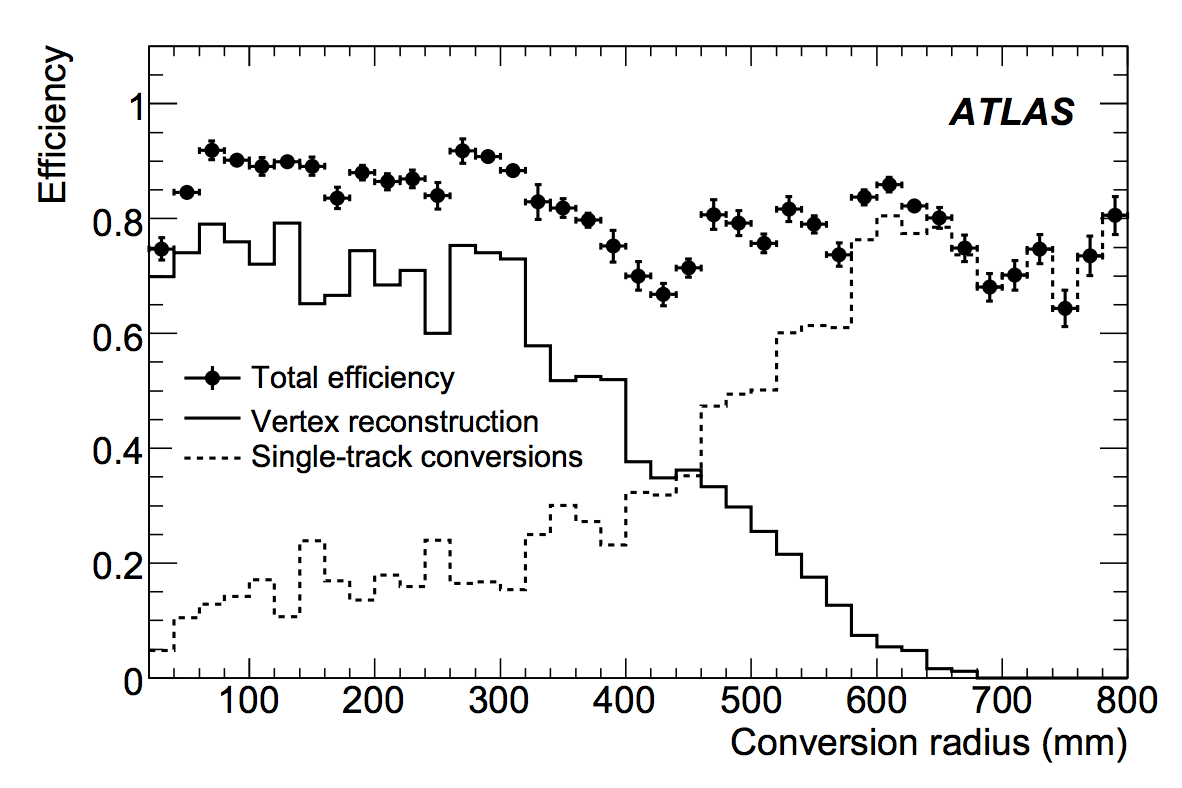 Efficiency
1
ATLAS
0.8
0.6
Total efficiency
Vertex reconstruction
0.4
Single-track conversions
0.2
0
100 200 300 400 500 600 700 800
Conversion radius (mm)